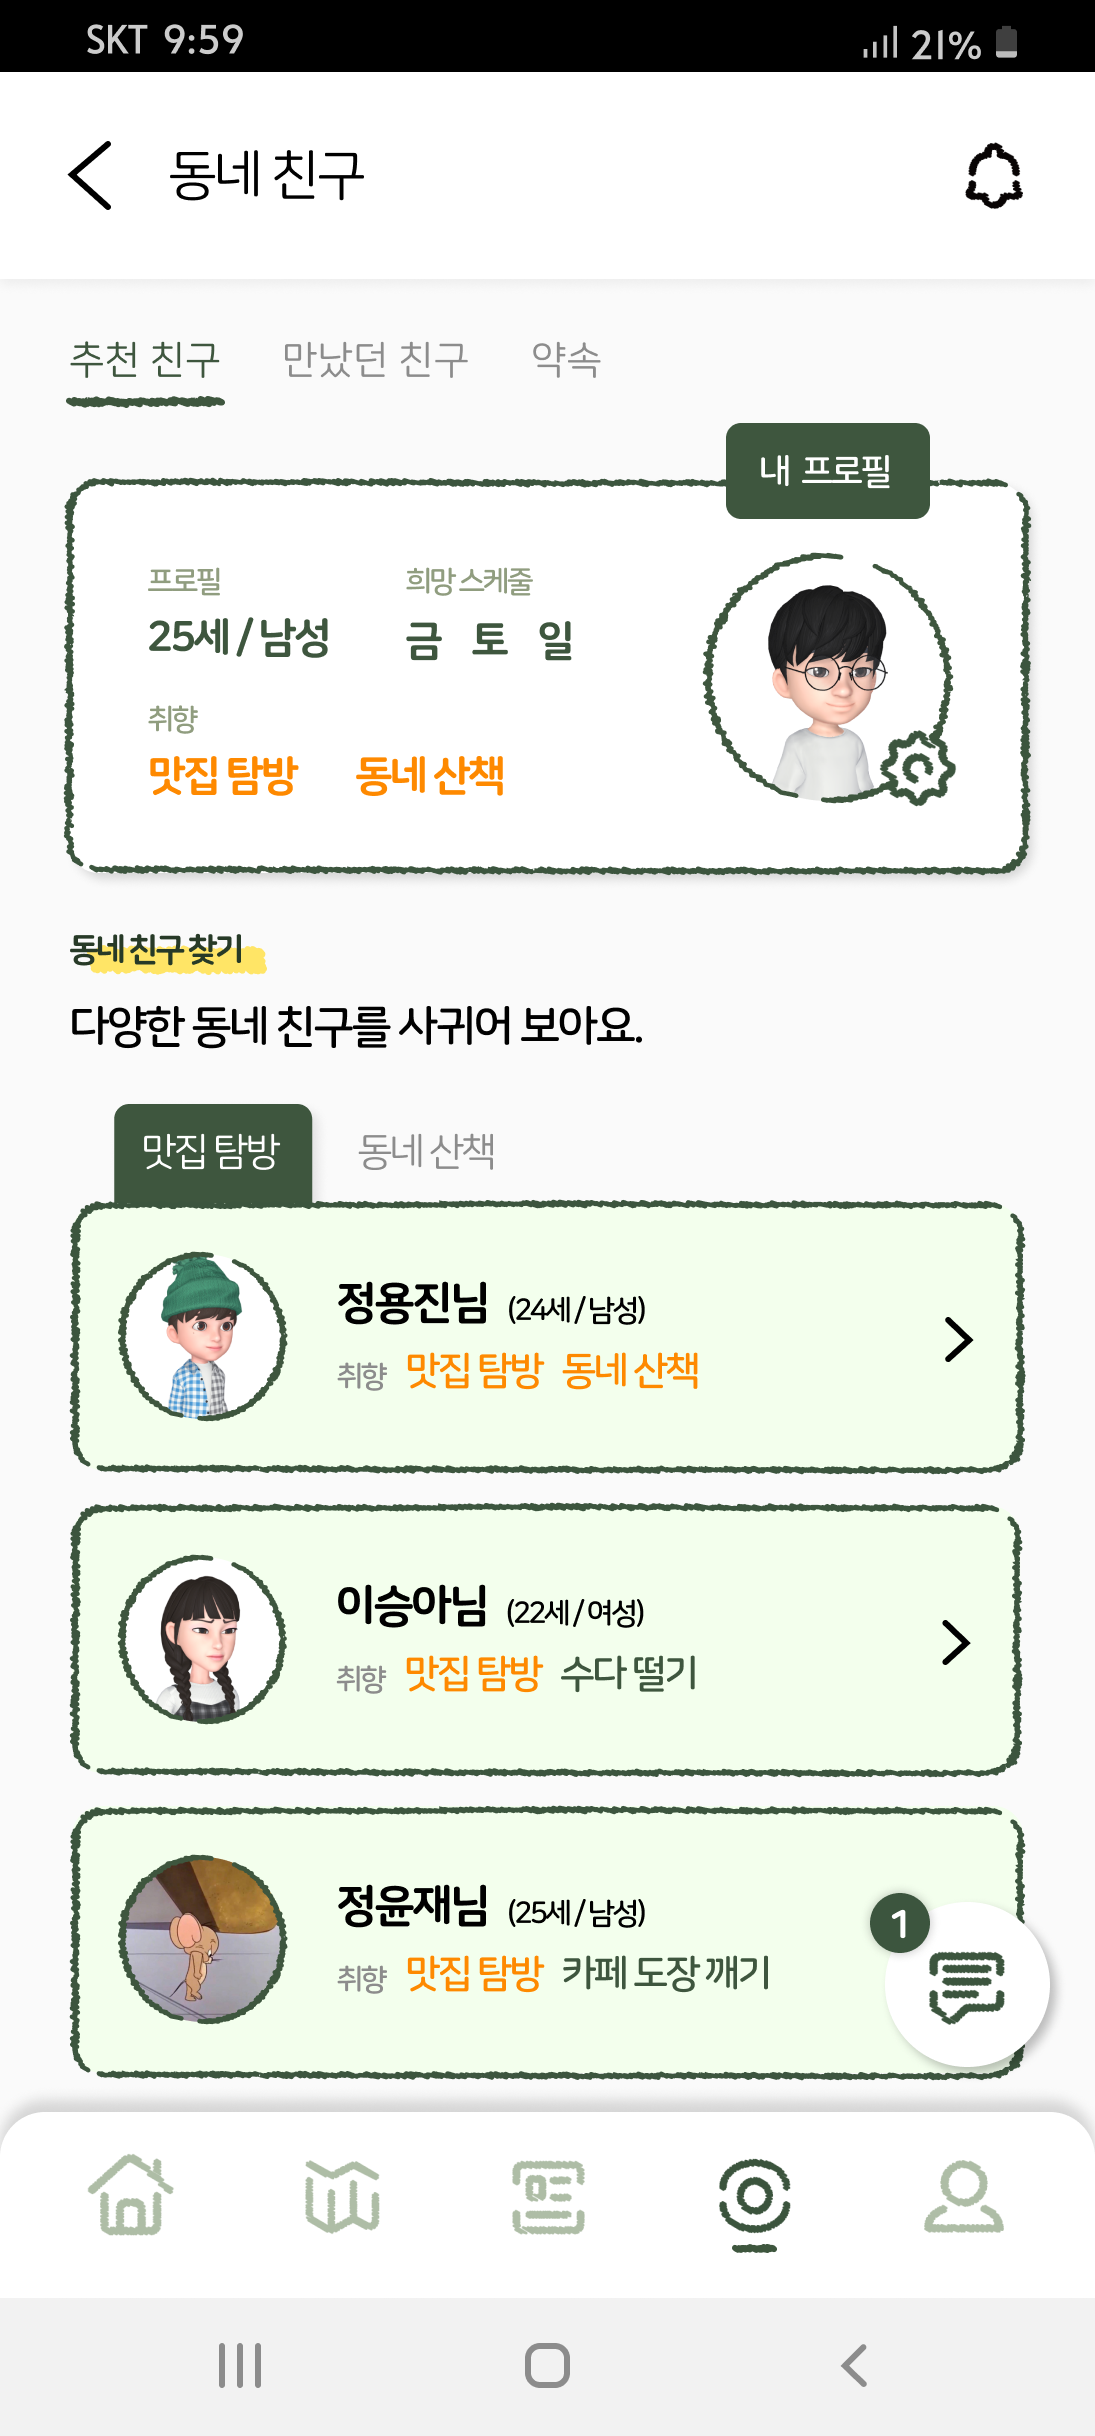 SKT 9:59 21%
동네 친구
추천 친구 만났던 친구 약속
내 프로필
프로필 희망 스케줄
25세 / 남성 금 토 일
취향
맛집 탐방 동네 산책
동네 친구 찾기
다양한 동네 친구를 사귀어 보아요.
맛집 탐방 동네 산책
정용진님 (24세 / 남성)
취향 맛집 탐방 동네 산책
이승아님 (22세 / 여성)
취향 맛집 탐방 수다 떨기
정윤재님 (25세 / 남성)
취향 맛집 탐방 카페 도장 깨기
1